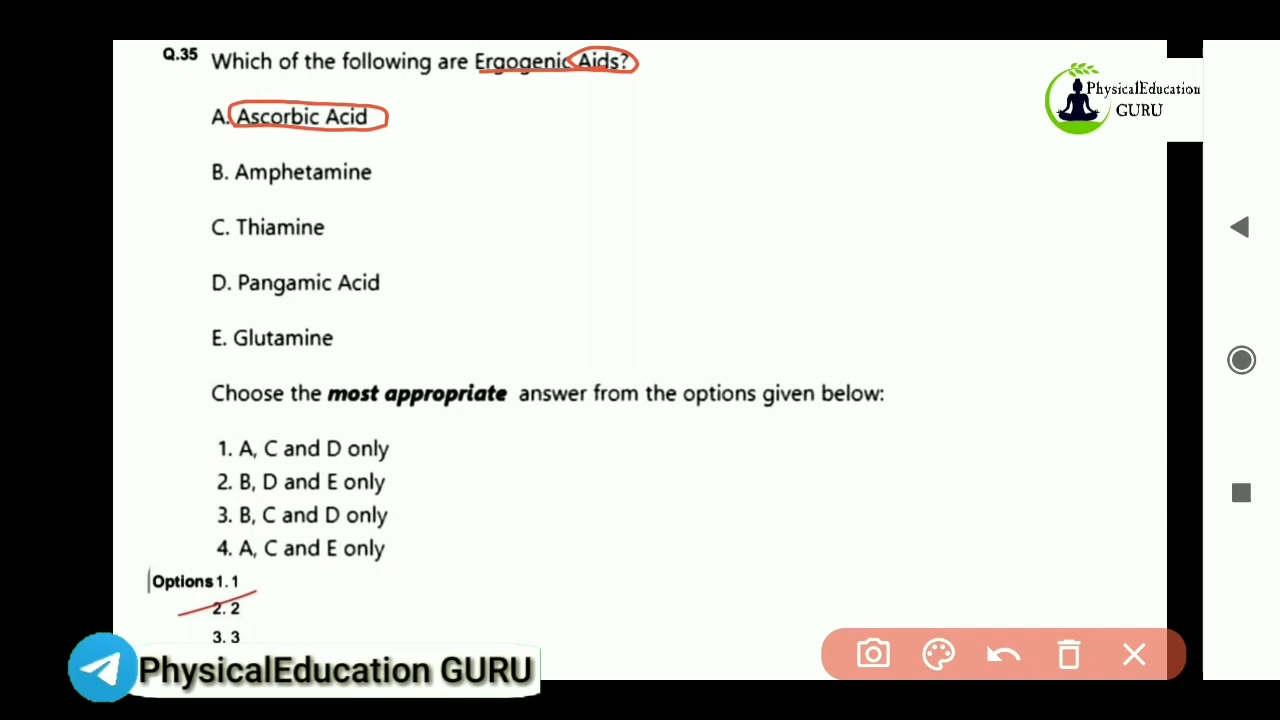 Q.35 Which of the following are Ergogenic Aids?
PhysicalEducation
GURU
A. Ascorbic Acid
B. Amphetamine
C. Thiamine
D. Pangamic Acid
E. Glutamine
Choose the most appropriate answer from the options given below:
1. A, C and D only
2. B, D and E only
3. B, C and D only
4. A, C and E only
Options 1. 1
2. 2
3. 3
PhysicalEducation GURU